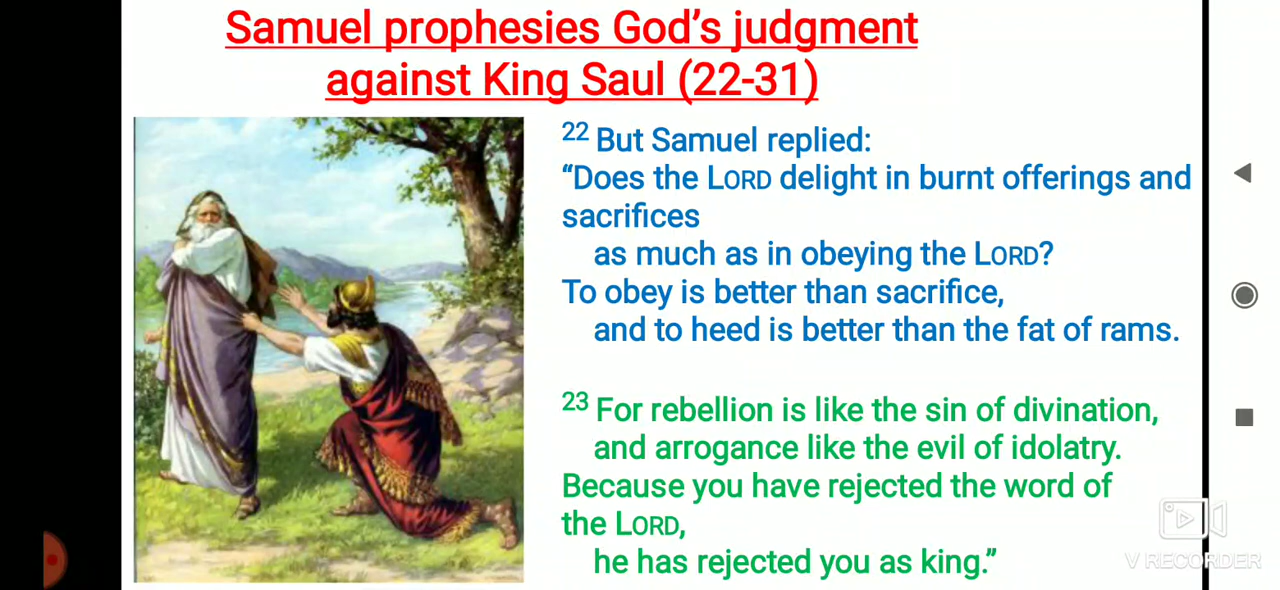 Samuel prophesies God's judgment
against King Saul (22-31)
22 But Samuel replied:
“Does the LORD delight in burnt offerings and
sacrifices
as much as in obeying the LORD?
To obey is better than sacrifice,
and to heed is better than the fat of rams.
23 For rebellion is like the sin of divination,
and arrogance like the evil of idolatry.
Because you have rejected the word of
the LORD,
he has rejected you as king.”
V RECORDER